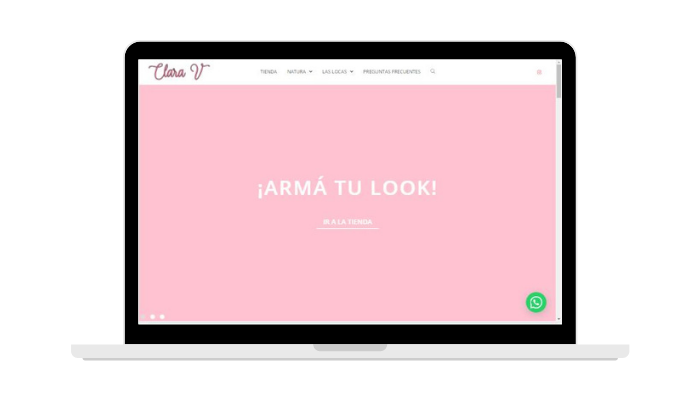 Clara V
TIENDA NATURA LAS LOCAS PREGUNTAS FRECUENTES
¡ARMÁ TU LOOK!
IR A LA TIENDA